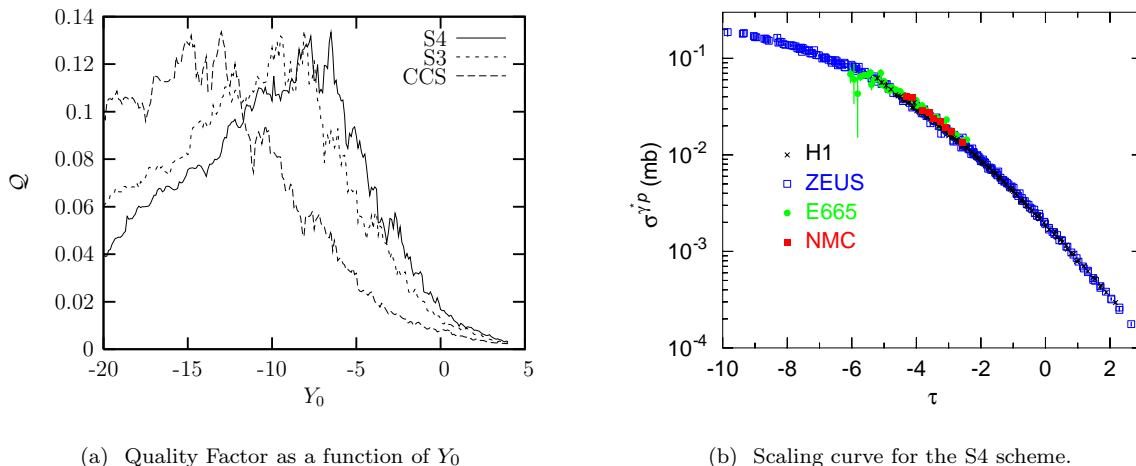 0.14
0.12
0.1
0.08
0.06
0.04
0.02
0
Q
S4
S3
CCS
-20 -15 -10 -5 0 5
Y0
(a) Quality Factor as a function of Y0
10-1
10-2
10-3
10-4
σγ*p (mb)
H1
ZEUS
E665
NMC
-10 -8 -6 -4 -2 0 2
τ
(b) Scaling curve for the S4 scheme.